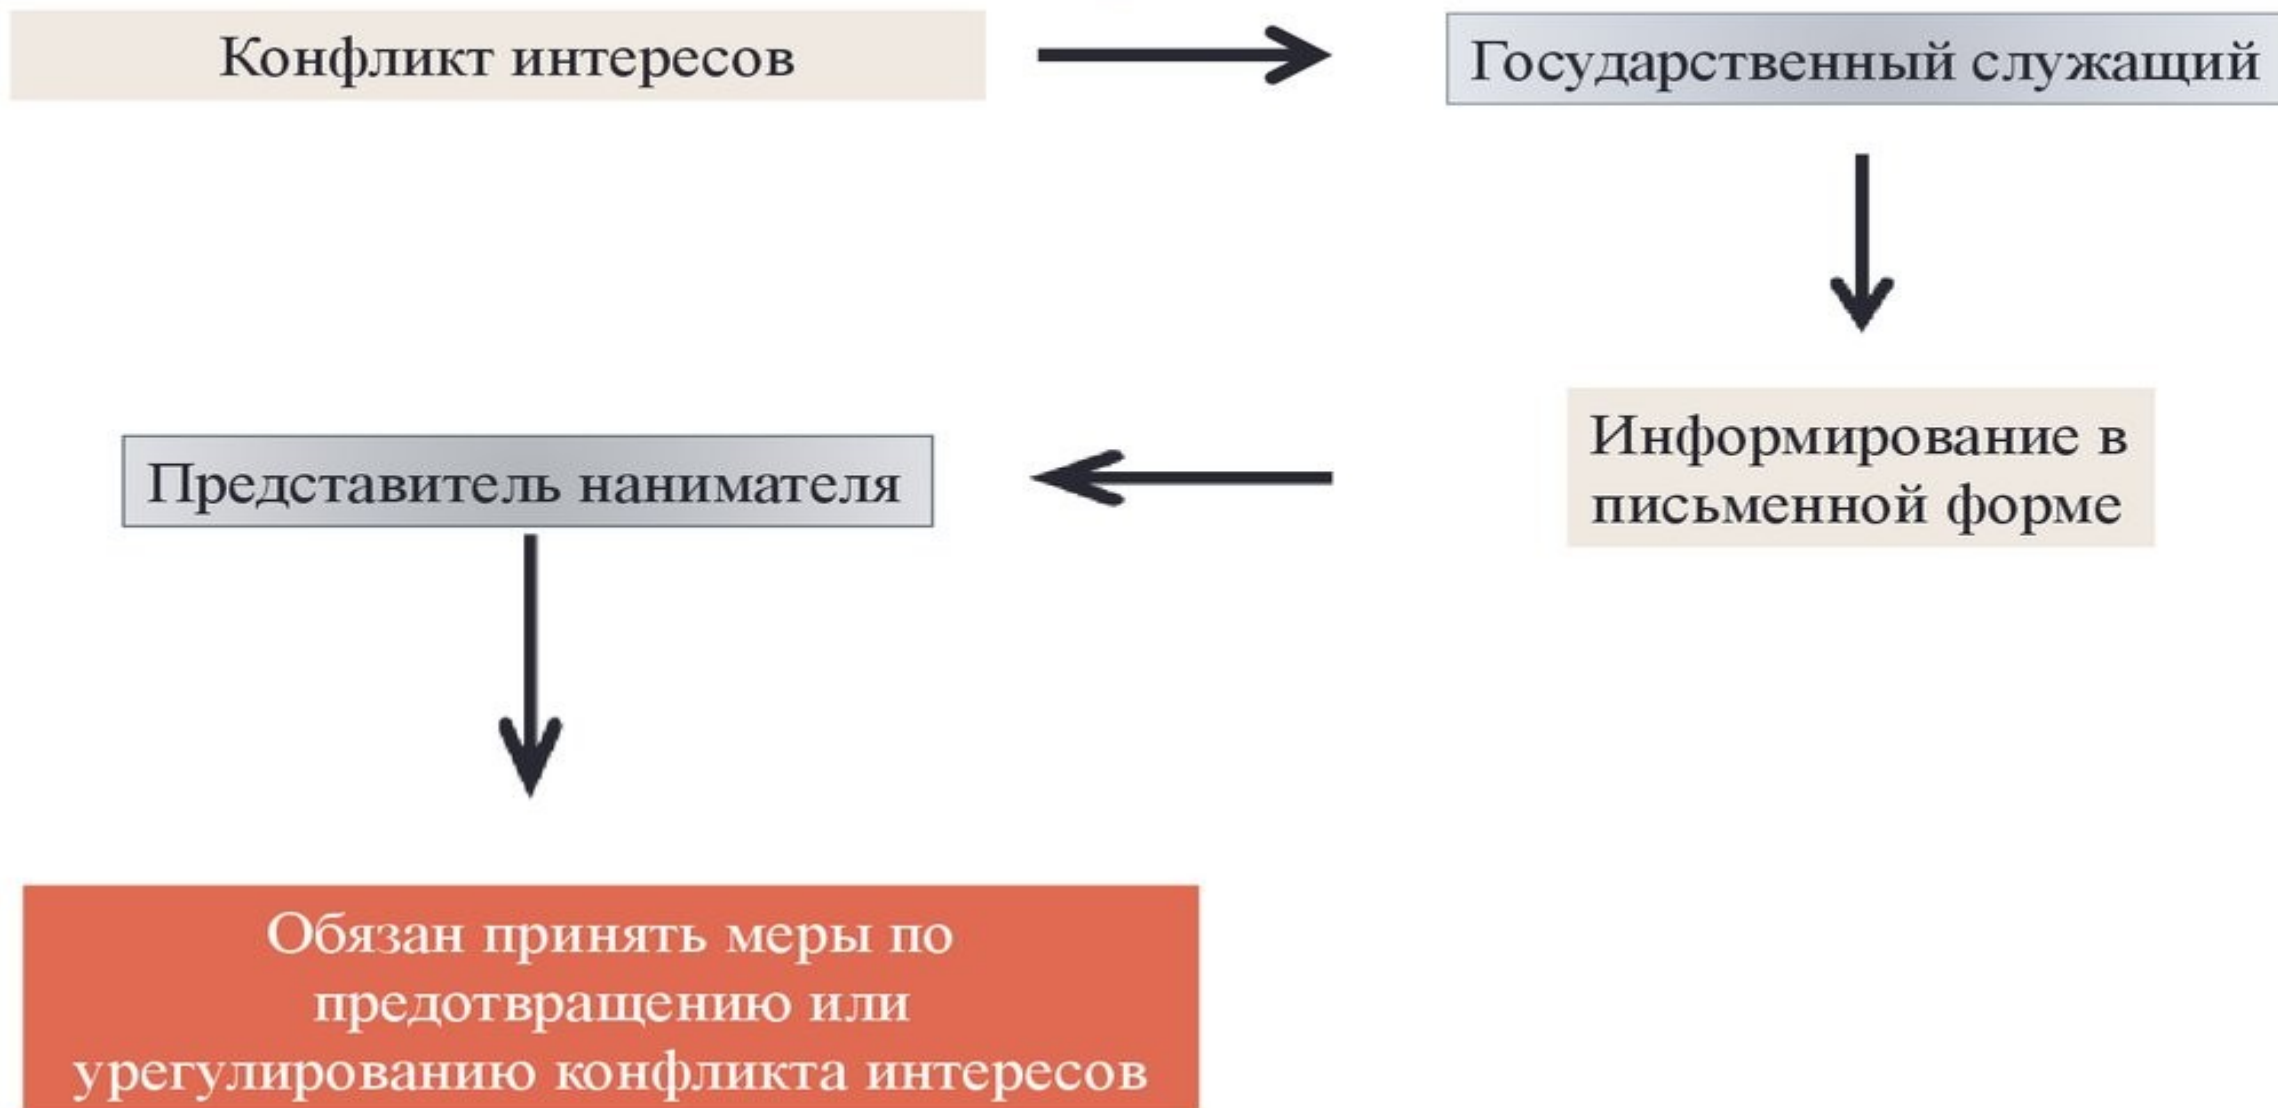 Конфликт интересов
Государственный служащий
Информирование в
письменной форме
Представитель нанимателя
Обязан принять меры по
предотвращению или
урегулированию конфликта интересов